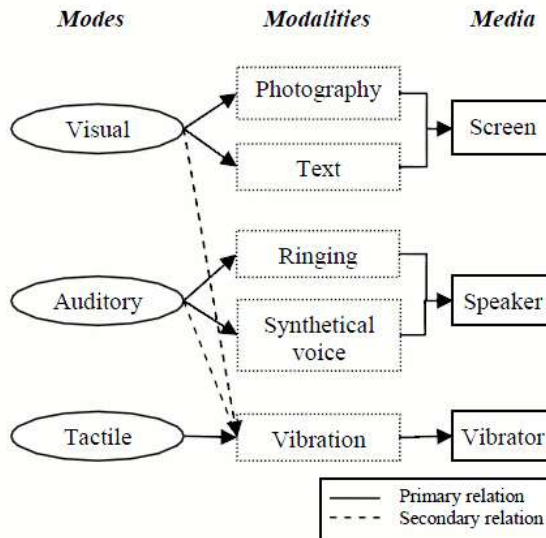 Modes Modalities Media
Photography
Visual
Screen
Text
Ringing
Auditory
Speaker
Synthetical
voice
Tactile
Vibration
Vibrator
Primary relation
Secondary relation